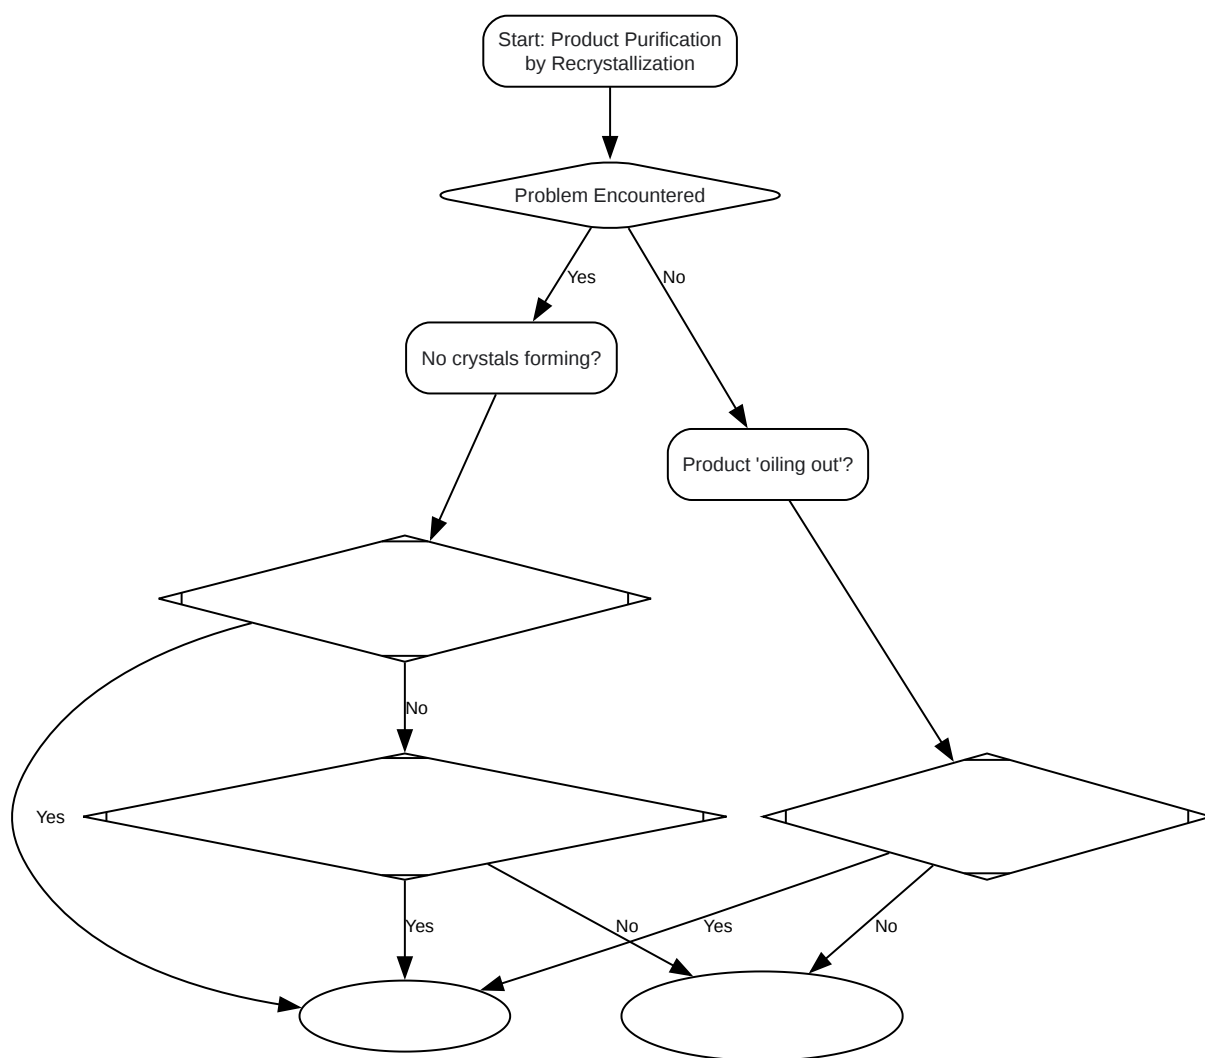 Start: Product Purification
by Recrystallization
Problem Encountered
Yes
No
No crystals forming?
Product 'oiling out'?
No
Yes
Yes
No
Yes
No